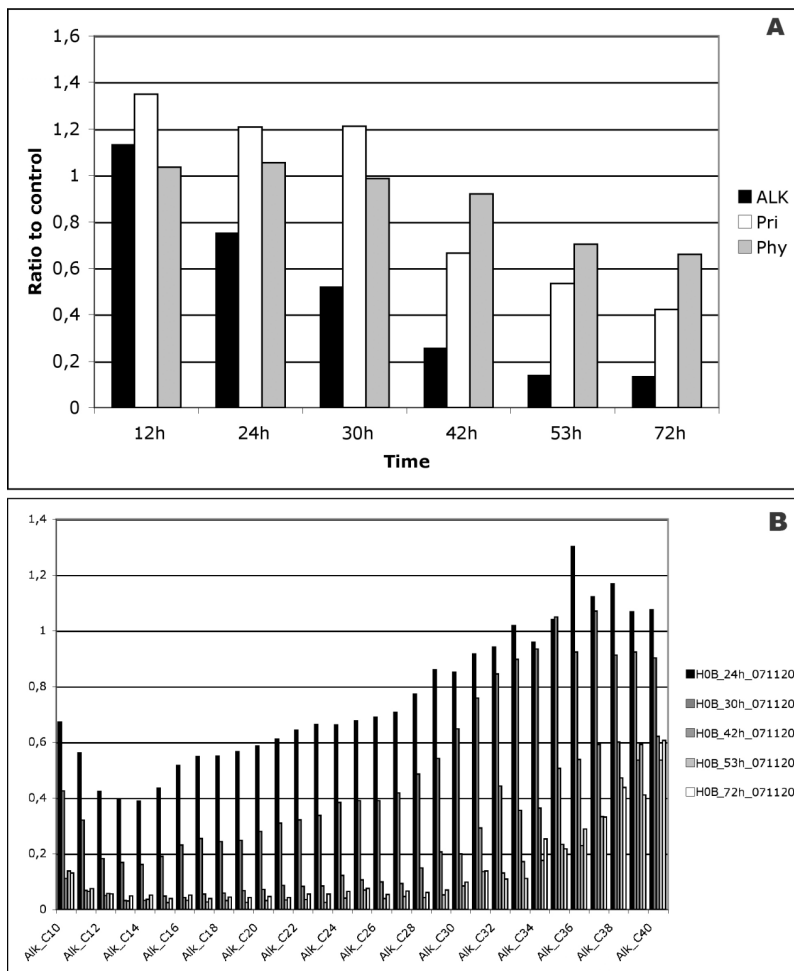 A
1,6
1,4
1,2
1
0,8
0,6
0,4
0,2
0
Ratio to control
12h 24h 30h 42h 53h 72h
Time
ALK
Pri
Phy
B
1,4
1,2
1
0,8
0,6
0,4
0,2
0
Alk_C10 Alk_C12 Alk_C14 Alk_C16 Alk_C18 Alk_C20 Alk_C22 Alk_C24 Alk_C26 Alk_C28 Alk_C30 Alk_C32 Alk_C34 Alk_C36 Alk_C38 Alk_C40
H0B_24h_071120
H0B_30h_071120
H0B_42h_071120
H0B_53h_071120
H0B_72h_071120